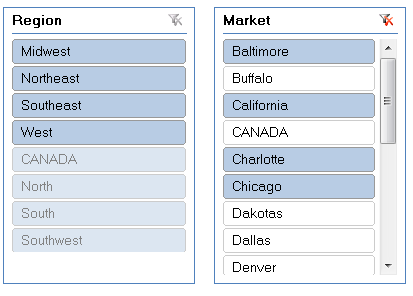 Region
Midwest
Northeast
Southeast
West
CANADA
North
South
Southwest
Market
Baltimore
Buffalo
California
CANADA
Charlotte
Chicago
Dakotas
Dallas
Denver